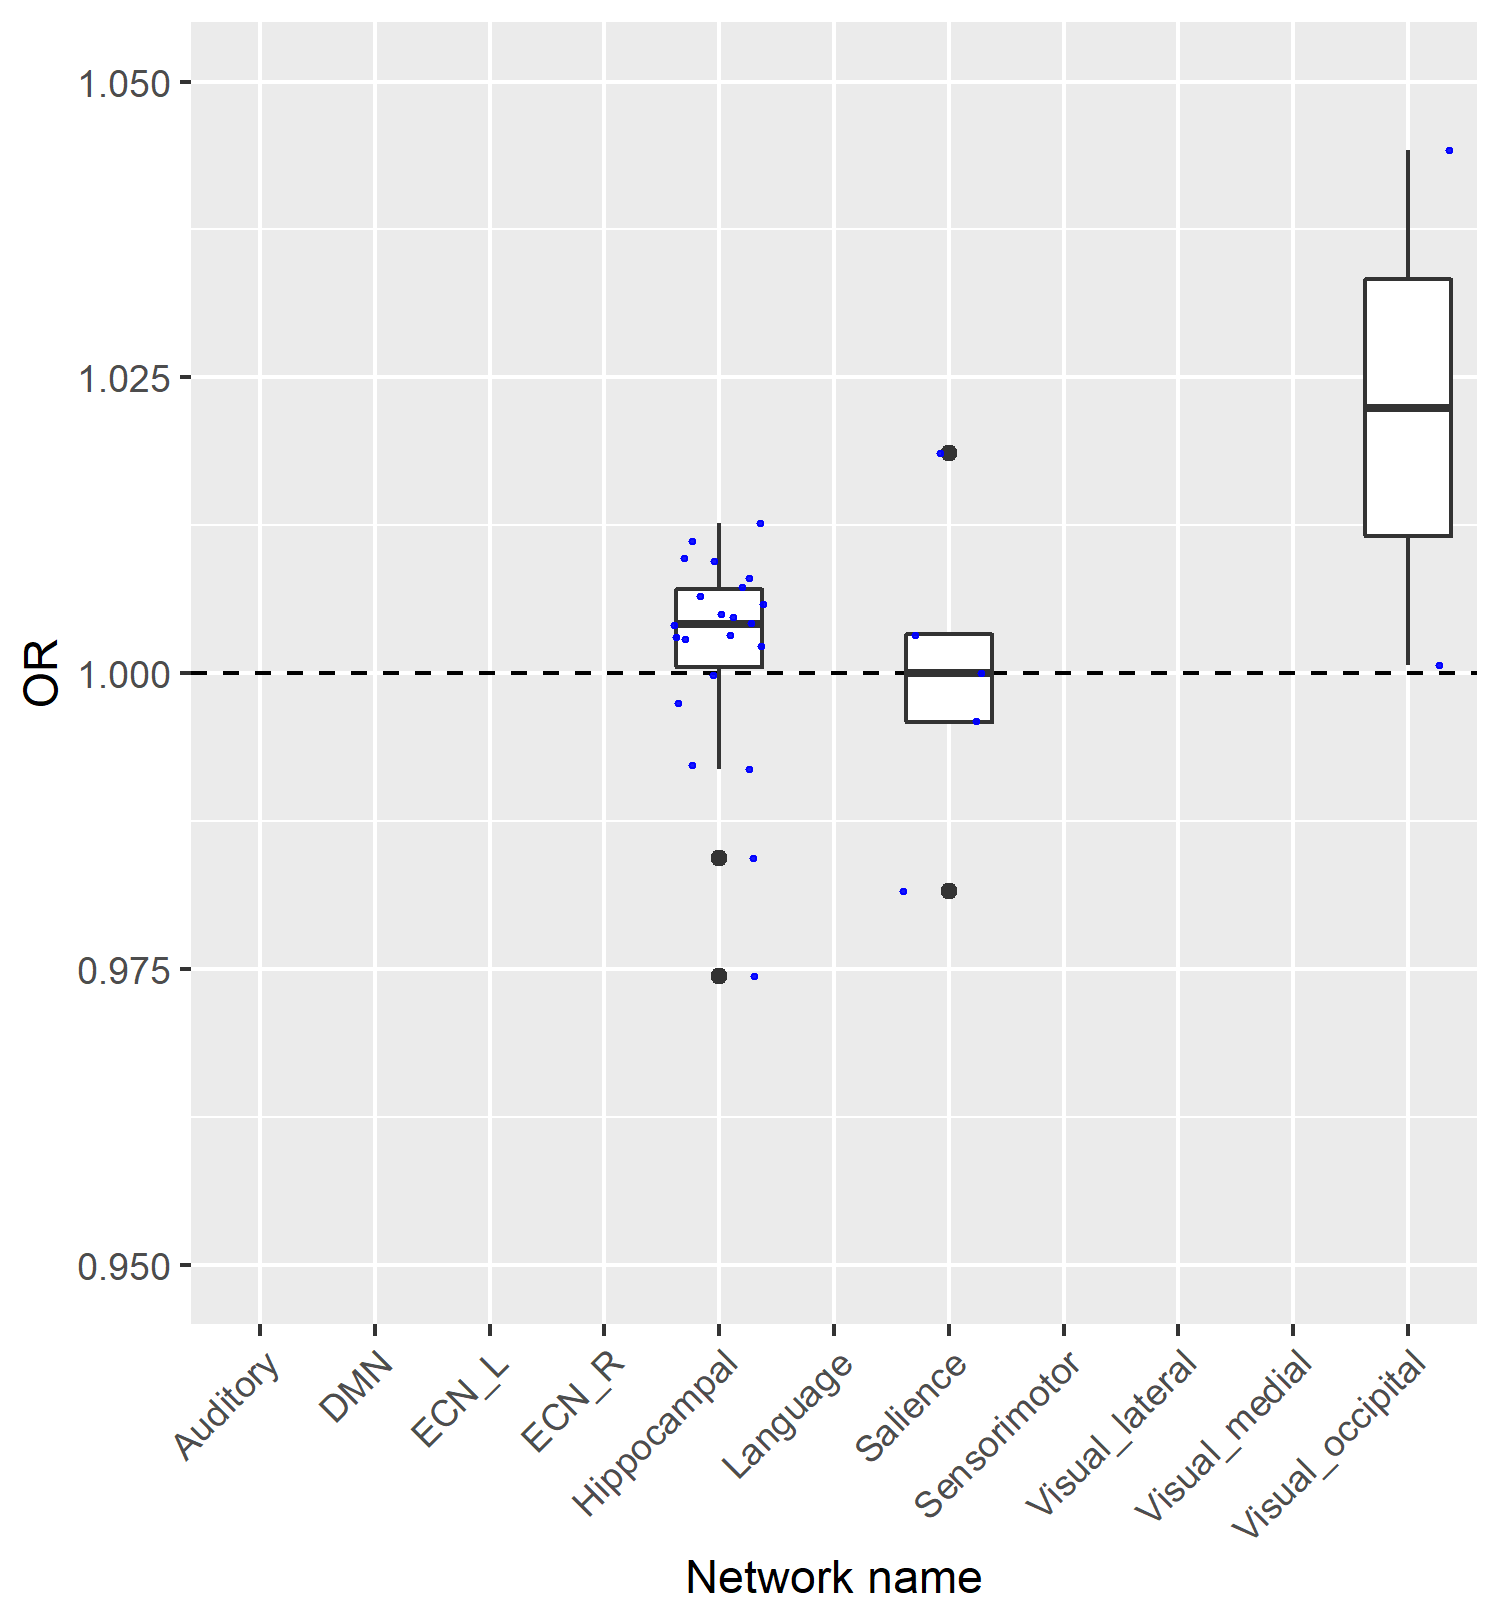 1.050
1.025
1.000
0.975
0.950
OR
Auditory
DMN
ECN_L
ECN_R
Hippocampal
Language
Salience
Sensorimotor
Visual_lateral
Visual_medial
Visual_occipital
Network name